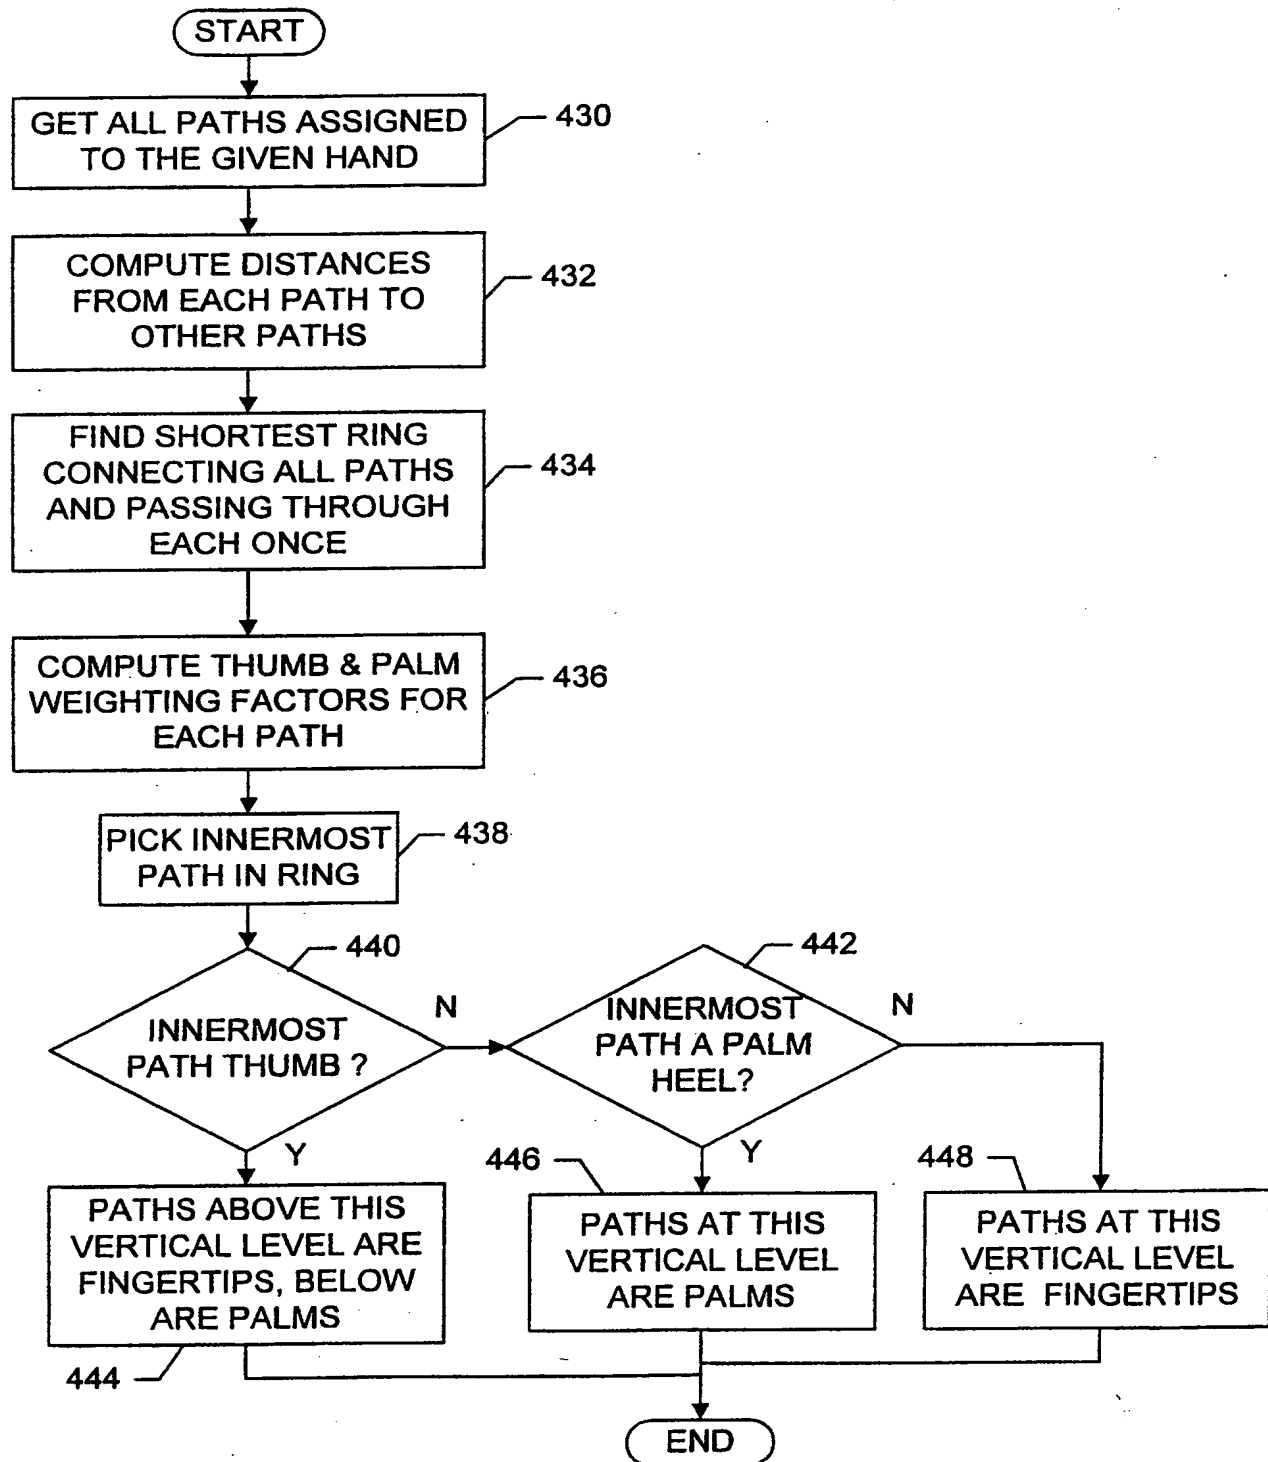 START
GET ALL PATHS ASSIGNED
TO THE GIVEN HAND
430
COMPUTE DISTANCES
FROM EACH PATH TO
OTHER PATHS
432
FIND SHORTEST RING
CONNECTING ALL PATHS
AND PASSING THROUGH
EACH ONCE
434
COMPUTE THUMB & PALM
WEIGHTING FACTORS FOR
EACH PATH
436
PICK INNERMOST
PATH IN RING
438
INNERMOST
PATH THUMB ?
440
N
Y
INNERMOST
PATH A PALM
HEEL?
442
N
Y
PATHS ABOVE THIS
VERTICAL LEVEL ARE
FINGERTIPS, BELOW
ARE PALMS
444
446
PATHS AT THIS
VERTICAL LEVEL
ARE PALMS
448
PATHS AT THIS
VERTICAL LEVEL
ARE FINGERTIPS
END